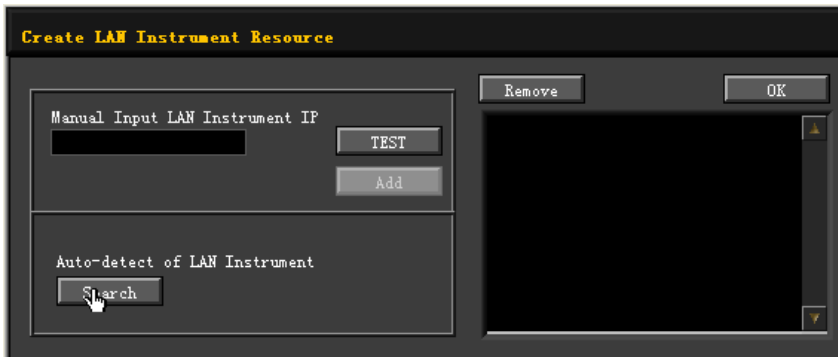 Create LAN Instrument Resource
Remove
OK
Manual Input LAN Instrument IP
TEST
Add
Auto-detect of LAN Instrument
Search